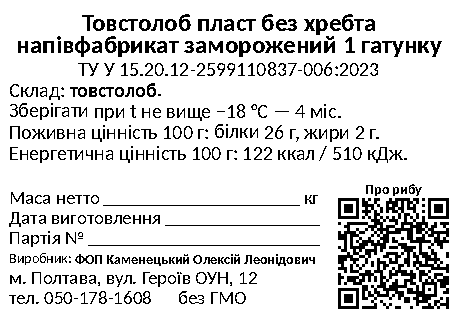 Товстолоб пласт без хребта
напівфабрикат заморожений 1 гатунку
ТУ У 15.20.12-2599110837-006:2023
Склад: товстолоб.
Зберігати при t не вище −18 °C — 4 міс.
Поживна цінність 100 г: білки 26 г, жири 2 г.
Енергетична цінність 100 г: 122 ккал / 510 кДж.
Маса нетто ____________________ кг
Дата виготовлення ________________
Партія № ________________________
Про рибу
Виробник: ФОП Каменецький Олексій Леонідович
м. Полтава, вул. Героїв ОУН, 12
тел. 050-178-1608 без ГМО